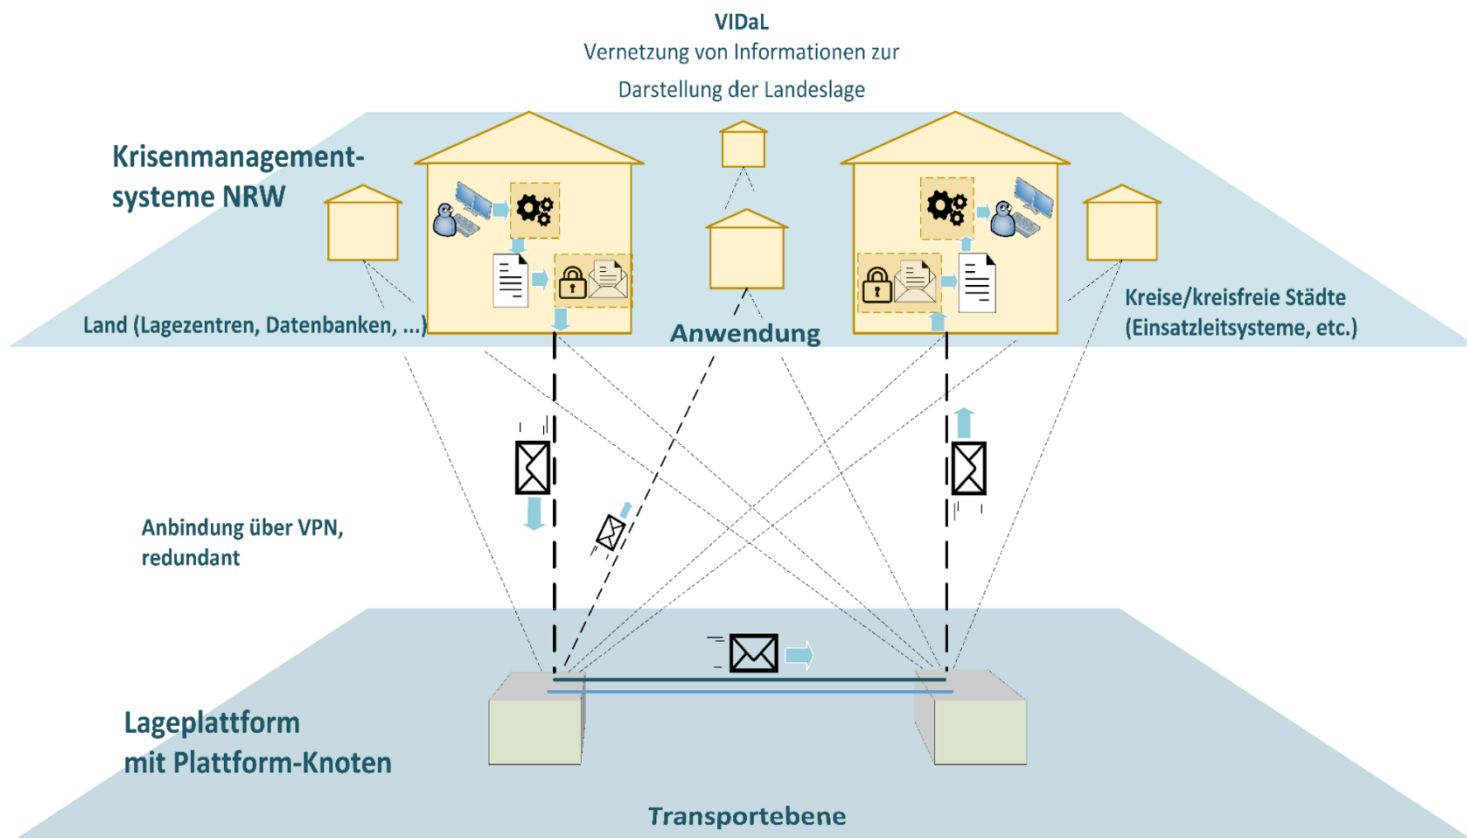 VIDaL
Vernetzung von Informationen zur
Darstellung der Landeslage
Krisenmanagement-
systeme NRW
Land (Lagezentren, Datenbanken, ...)
Anwendung
Kreise/kreisfreie Städte
(Einsatzleitsysteme, etc.)
Anbindung über VPN,
redundant
Lageplattform
mit Plattform-Knoten
Transportebene